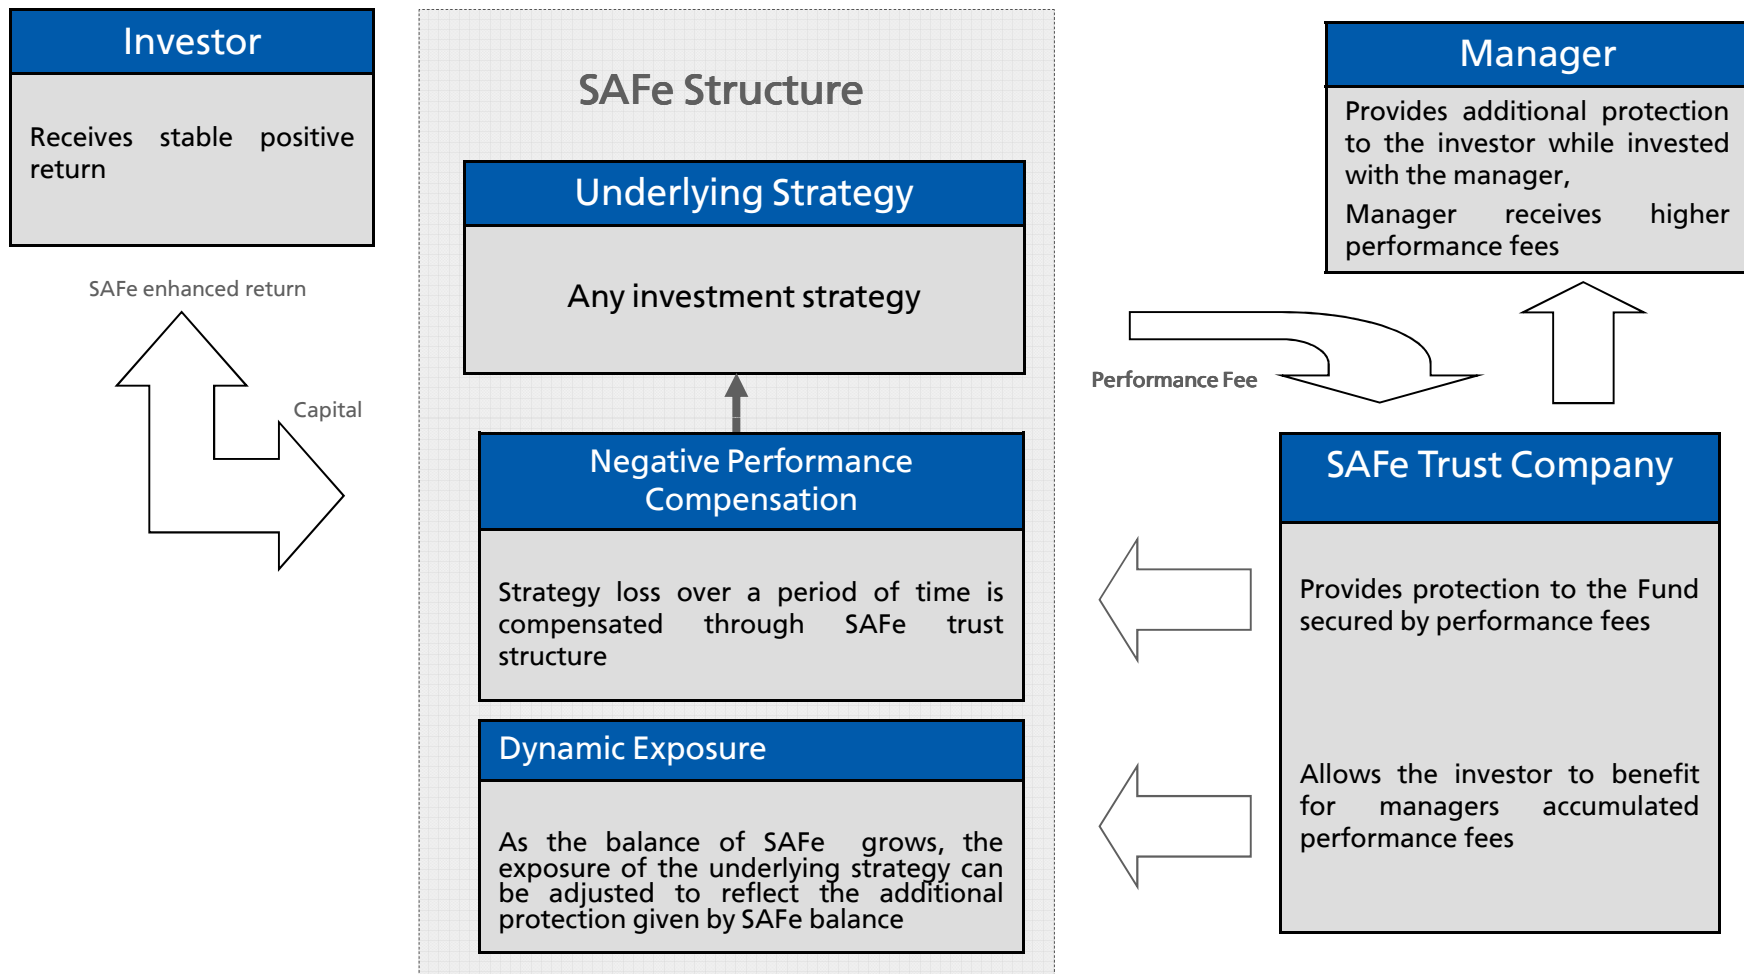 Investor
Receives stable positive
return
SAFe enhanced return
Capital
SAFe Structure
Underlying Strategy
Any investment strategy
Negative Performance
Compensation
Strategy loss over a period of time is
compensated through SAFe trust
structure
Dynamic Exposure
As the balance of SAFe grows, the
exposure of the underlying strategy can
be adjusted to reflect the additional
protection given by SAFe balance
Manager
Provides additional protection
to the investor while invested
with the manager,
Manager receives higher
performance fees
Performance Fee
SAFe Trust Company
Provides protection to the Fund
secured by performance fees
Allows the investor to benefit
for managers accumulated
performance fees